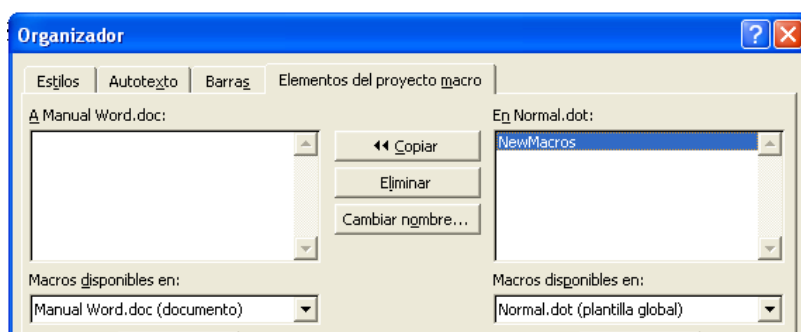 Organizador
Estilos Autotexto Barras Elementos del proyecto macro
A Manual Word.doc: En Normal.dot:
Copiar NewMacros
Eliminar
Cambiar nombre...
Macros disponibles en: Macros disponibles en:
Manual Word.doc (documento) Normal.dot (plantilla global)